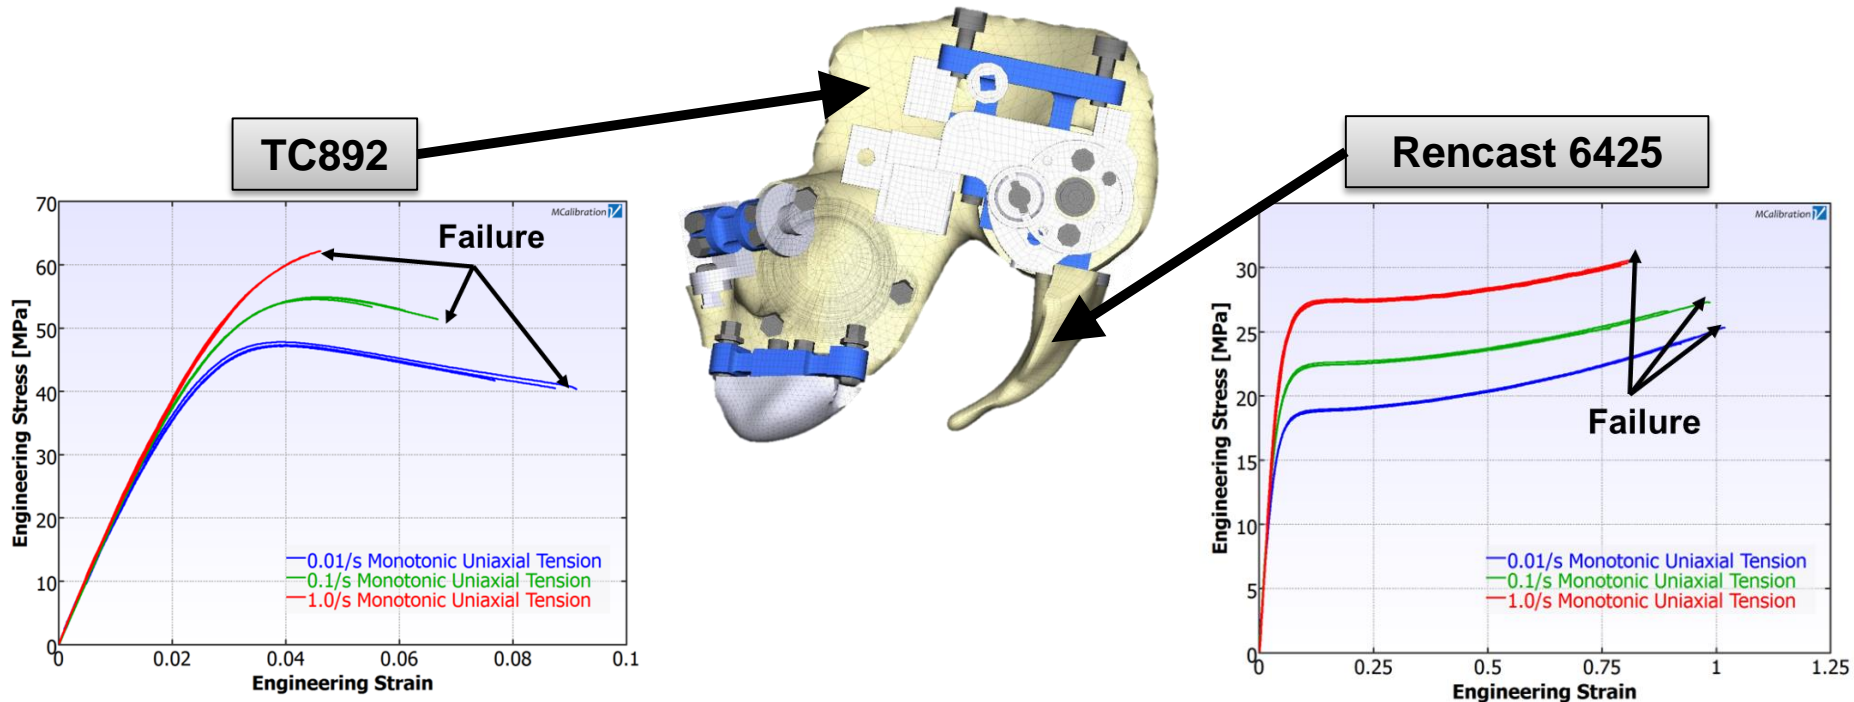 TC892
Rencast 6425
MCalibration
Failure
70
60
50
40
30
20
10
0
Engineering Stress [MPa]
0.01/s Monotonic Uniaxial Tension
0.1/s Monotonic Uniaxial Tension
1.0/s Monotonic Uniaxial Tension
0 0.02 0.04 0.06 0.08 0.1
Engineering Strain
MCalibration
30
25
20
15
10
5
0
Engineering Stress [MPa]
Failure
0.01/s Monotonic Uniaxial Tension
0.1/s Monotonic Uniaxial Tension
1.0/s Monotonic Uniaxial Tension
0 0.25 0.5 0.75 1 1.25
Engineering Strain